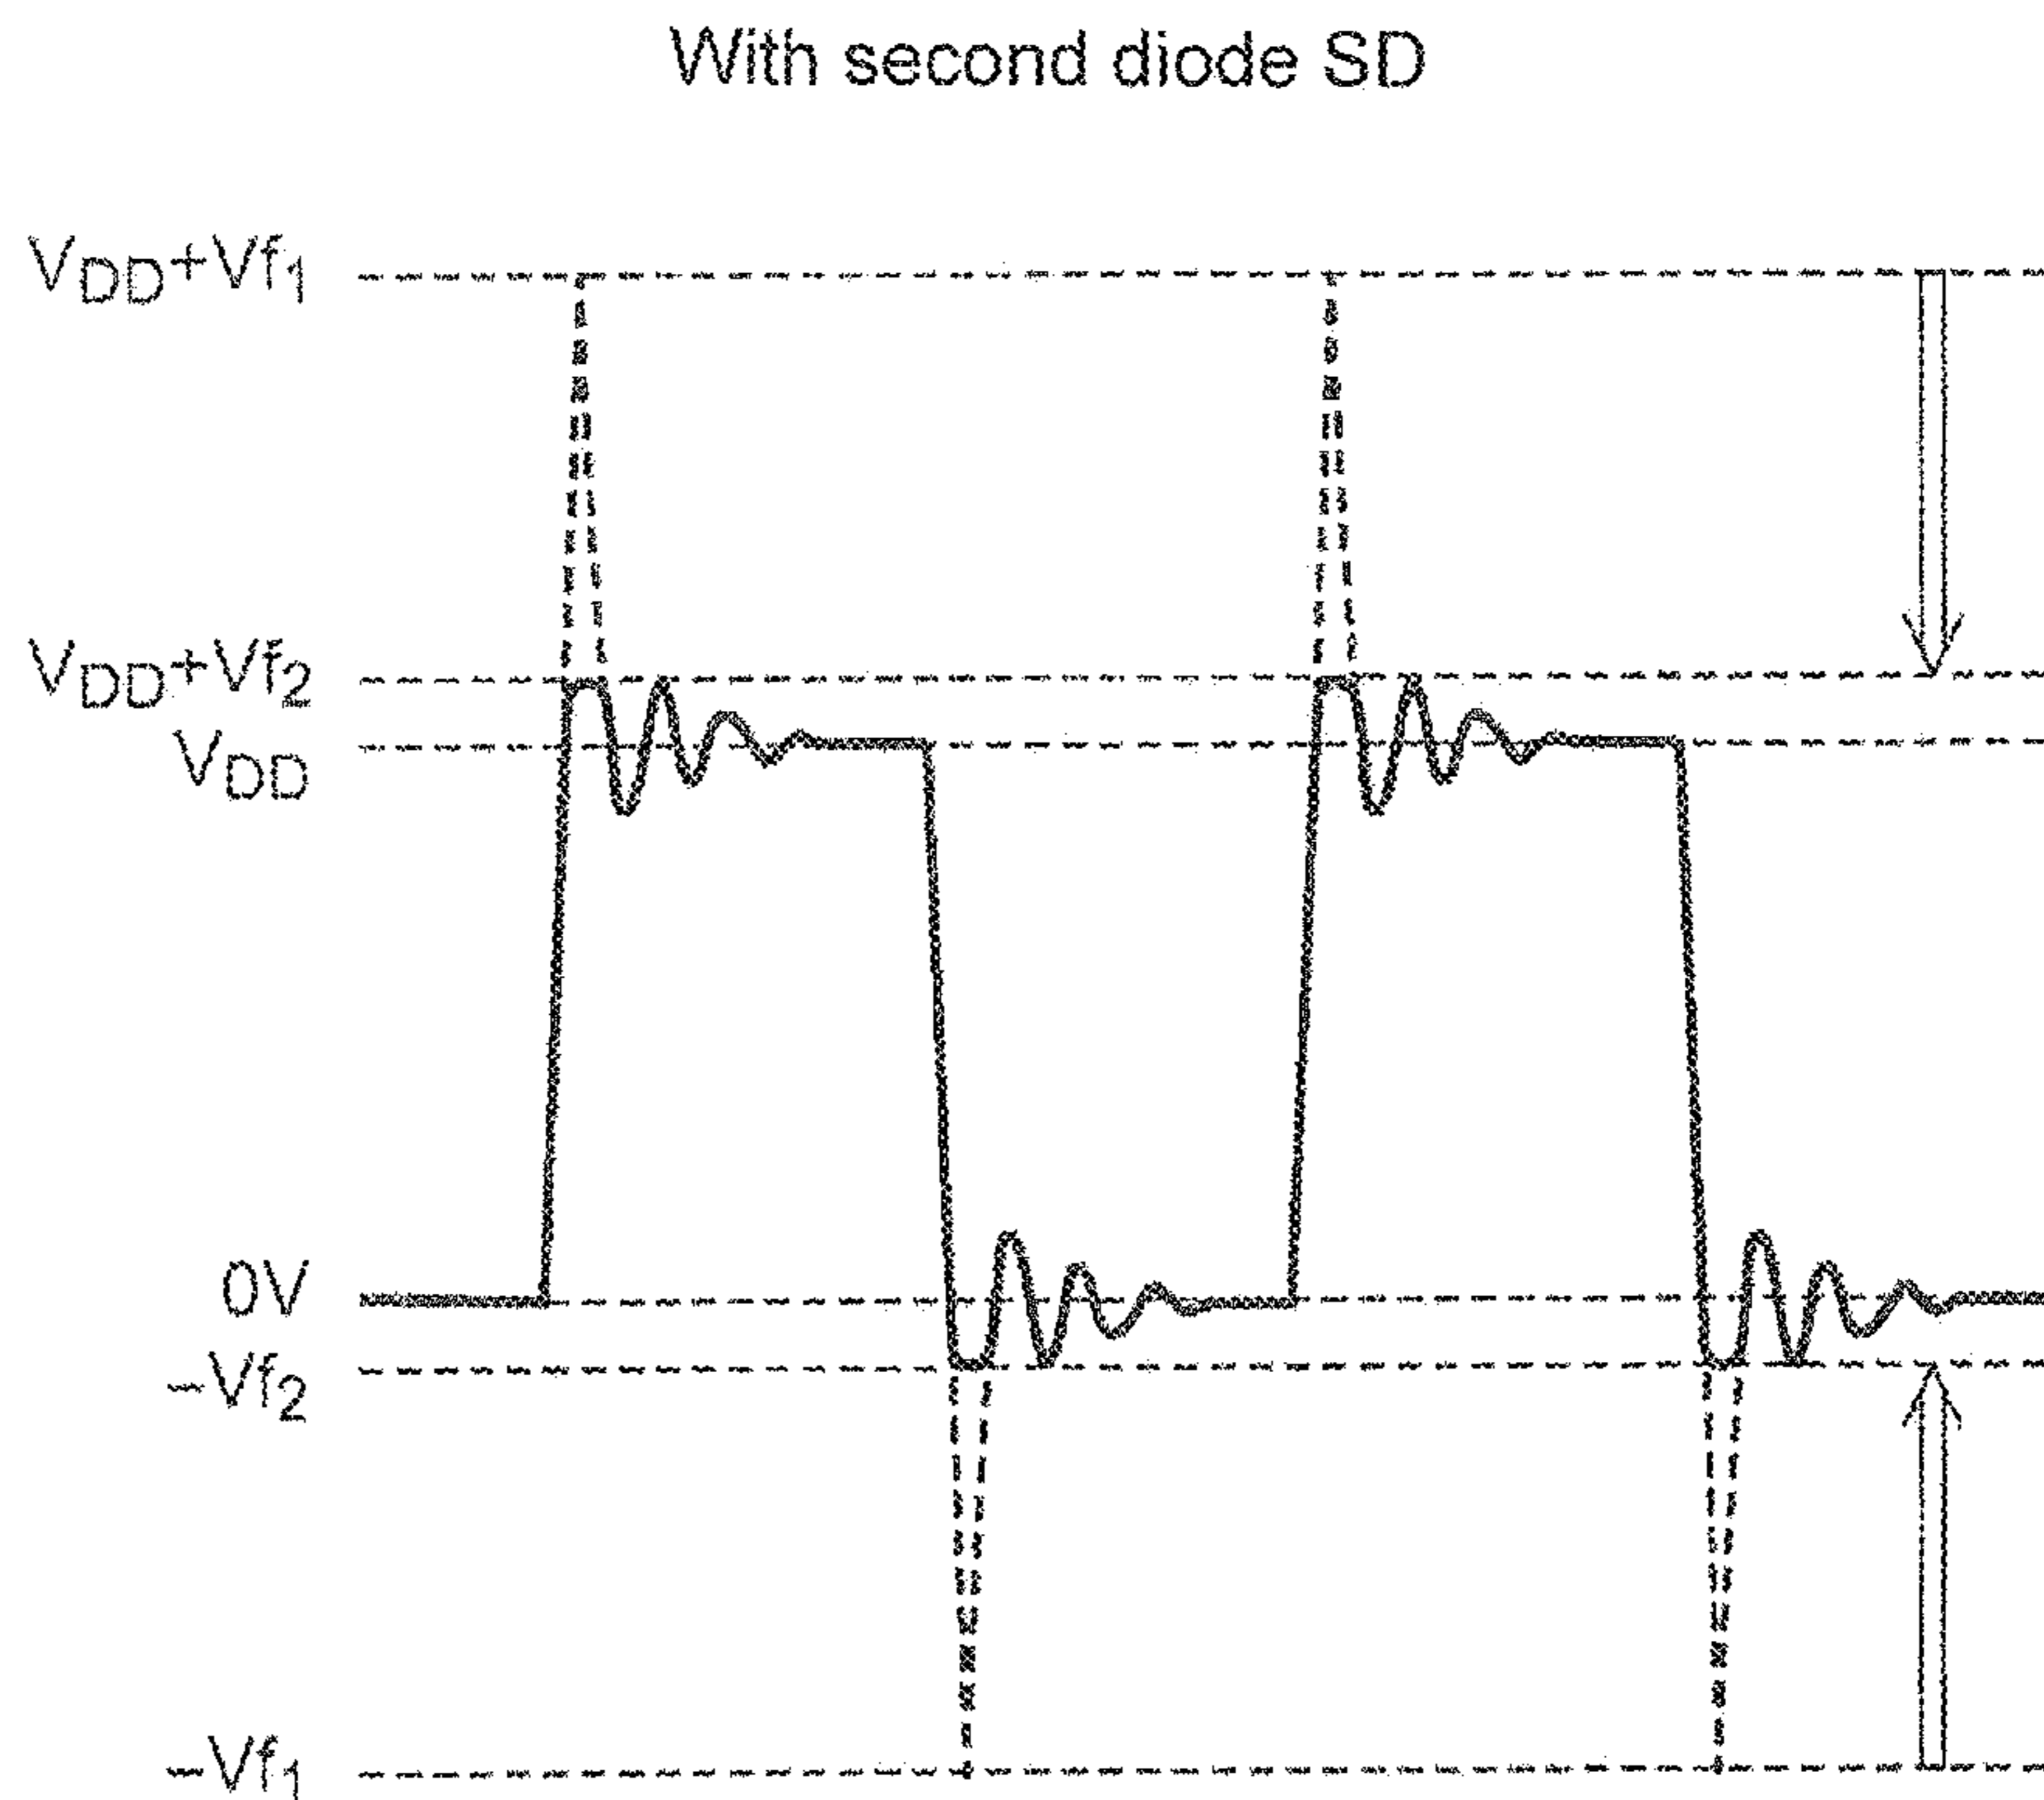 With second diode SD
VDD+Vf1
VDD+Vf2
VDD
0V
-Vf2
-Vf1